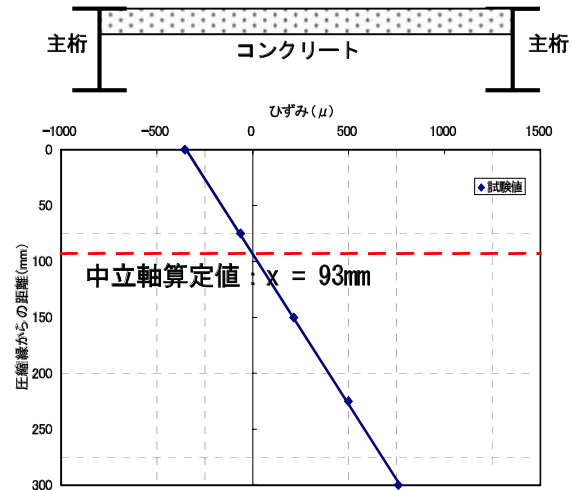 主桁
コンクリート
主桁
ひずみ(μ)
-1000 -500 0 500 1000 1500
0
50
100
150
200
250
300
圧縮縁からの距離(mm)
試験値
中立軸算定値:x = 93mm